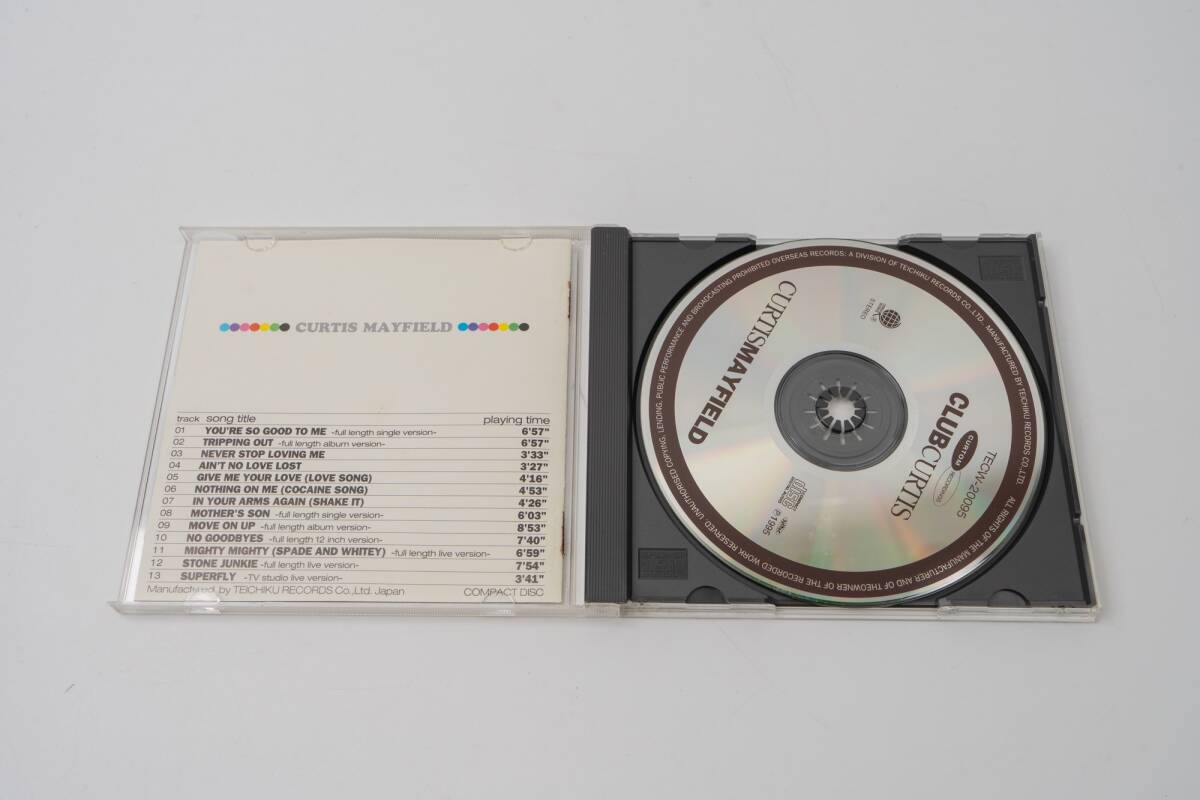 CURTIS MAYFIELD
track song title playing time
01 YOU'RE SO GOOD TO ME -full length single version- 6'57"
02 TRIPPING OUT -full length album version- 6'57"
03 NEVER STOP LOVING ME 3'33"
04 AIN'T NO LOVE LOST 3'27"
05 GIVE ME YOUR LOVE (LOVE SONG) 4'16"
06 NOTHING ON ME (COCAINE SONG) 4'53"
07 IN YOUR ARMS AGAIN (SHAKE IT) 4'26"
08 MOTHER'S SON -full length single version- 6'03"
09 MOVE ON UP -full length album version- 8'53"
10 NO GOODBYES -full length 12 inch version- 7'40"
11 MIGHTY MIGHTY (SPADE AND WHITEY) -full length live version- 6'59"
12 STONE JUNKIE -full length live version- 7'54"
13 SUPERFLY -TV studio live version- 3'41"
Manufactured by TEICHIKU RECORDS Co.,Ltd. Japan COMPACT DISC
CURTISMAYFIELD
CLUBCURTIS
STEREO
CURTOM
RECORDINGS
TECW-20095
disc
℗1995
ALL RIGHTS OF THE MANUFACTURER AND OF THEOWNER OF THE RECORDED WORK RESERVED UNAUTHORISED COPYING, LENDING, PUBLIC PERFORMANCE AND BROADCASTING PROHIBITED OVERSEAS RECORDS: A DIVISION OF TEICHIKU RECORDS CO.,LTD. MANUFACTURED BY TEICHIKU RECORDS CO.,LTD.